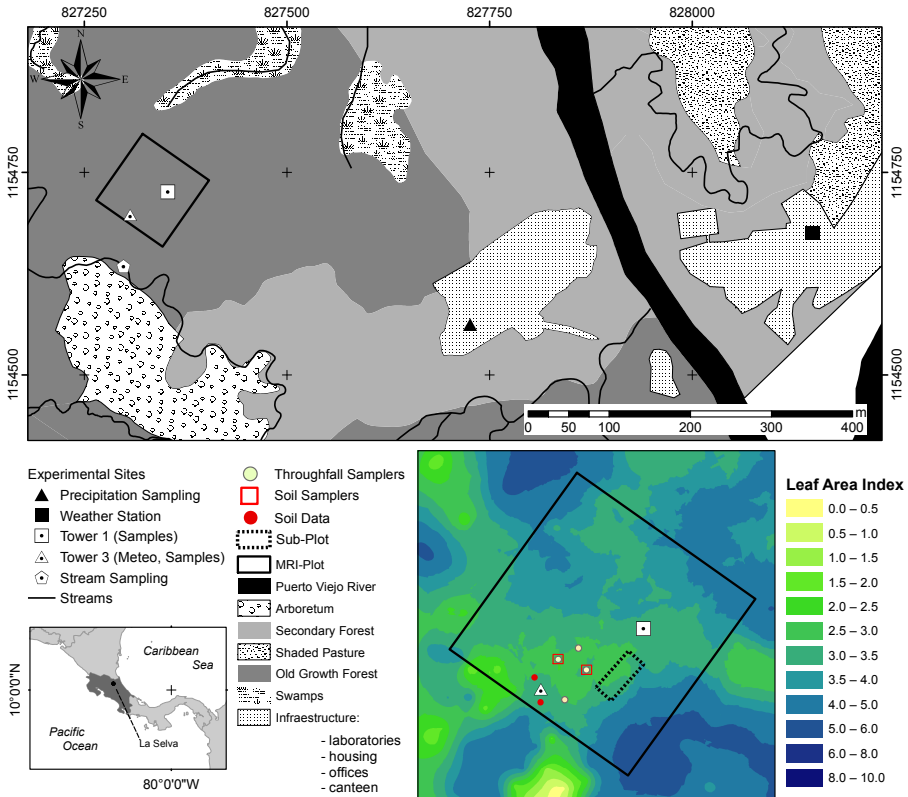 827250 827500 827750 828000
1154750 1154750
1154500 1154500
N
W E
S
m
0 50 100 200 300 400
Experimental Sites
Precipitation Sampling
Weather Station
Tower 1 (Samples)
Tower 3 (Meteo, Samples)
Stream Sampling
Streams
Throughfall Samplers
Soil Samplers
Soil Data
Sub-Plot
MRI-Plot
Puerto Viejo River
Arboretum
Secondary Forest
Shaded Pasture
Old Growth Forest
Swamps
Infraestructure:
- laboratories
- housing
- offices
- canteen
Caribbean
Sea
Pacific
Ocean
La Selva
10°0'0"N
80°0'0"W
Leaf Area Index
0.0 – 0.5
0.5 – 1.0
1.0 – 1.5
1.5 – 2.0
2.0 – 2.5
2.5 – 3.0
3.0 – 3.5
3.5 – 4.0
4.0 – 5.0
5.0 – 6.0
6.0 – 8.0
8.0 – 10.0